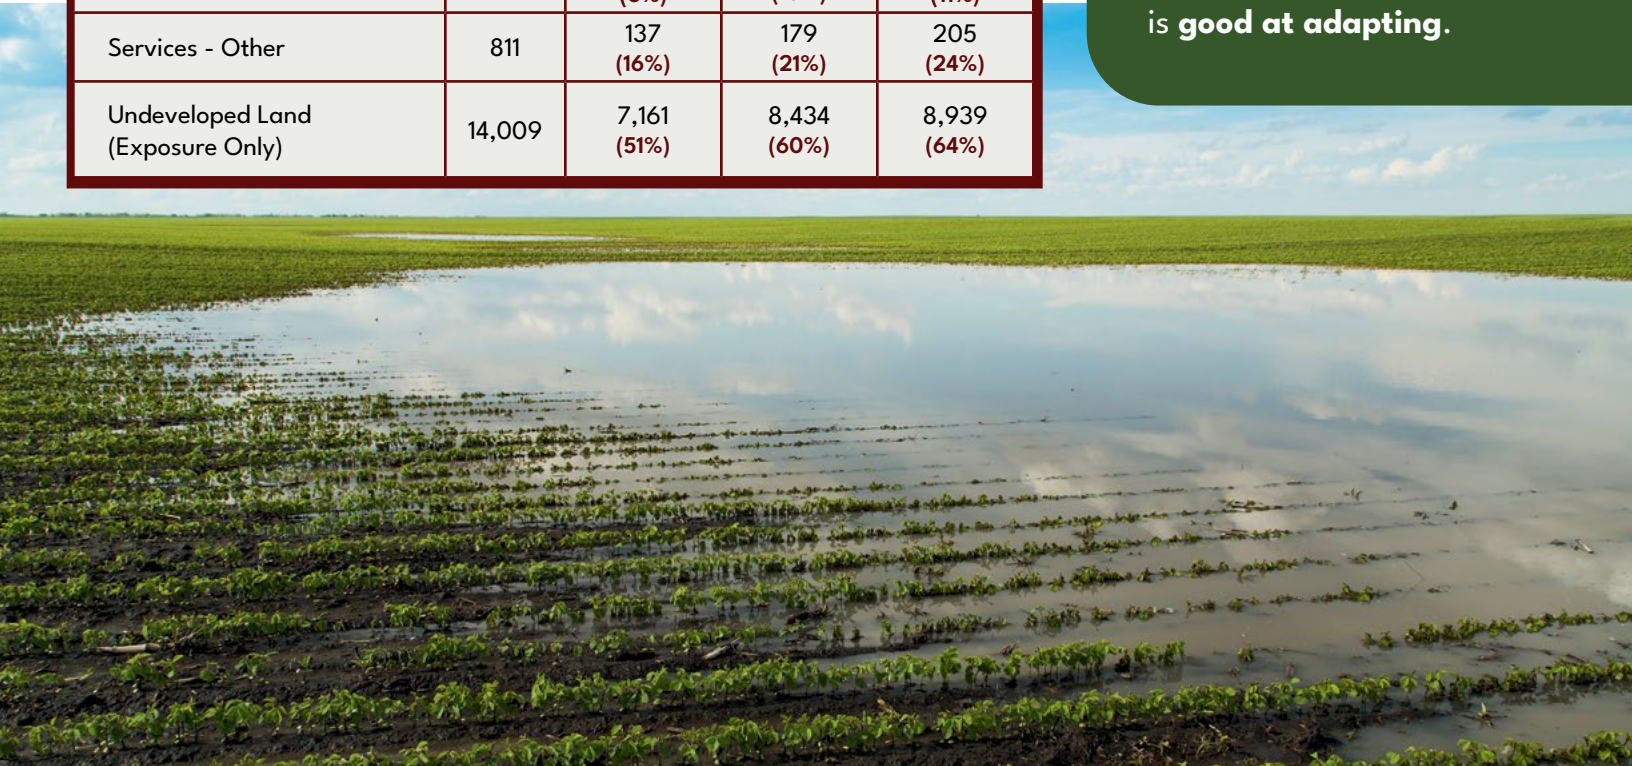 is good at adapting.
Services - Other 811 137 179 205
(16%) (21%) (24%)
Undeveloped Land
(Exposure Only) 14,009 7,161 8,434 8,939
(51%) (60%) (64%)